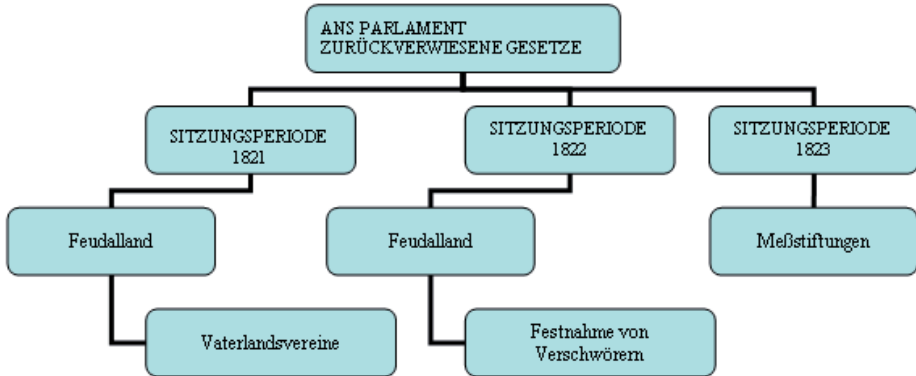 ANS PARLAMENT
ZURÜCKVERWIESENE GESETZE
SITZUNGSPERIODE
1821
SITZUNGSPERIODE
1822
SITZUNGSPERIODE
1823
Feudalland
Feudalland
Meßstiftungen
Vaterlandsvereine
Festnahme von
Verschwörern